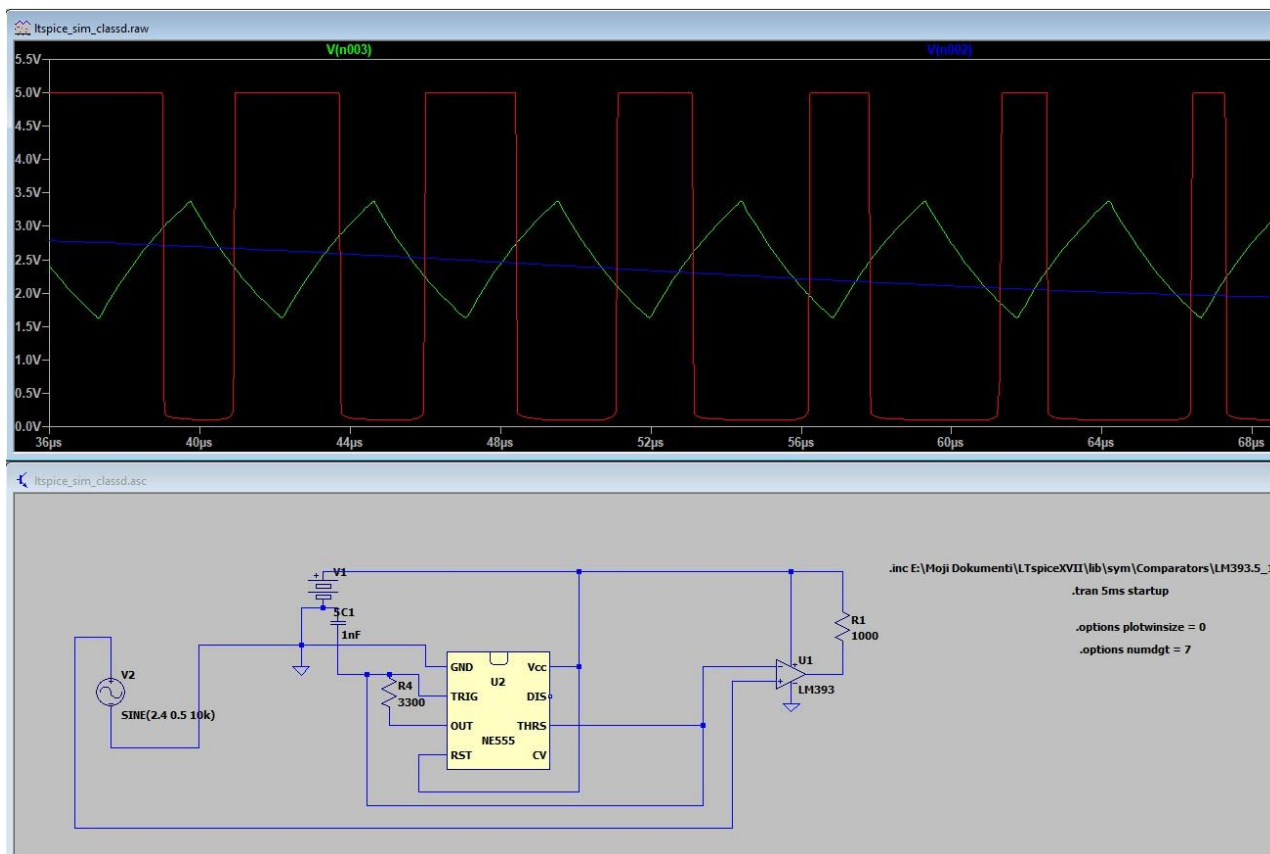 ltspice_sim_classd.raw
V(n003)
V(n002)
5.5V
5.0V
4.5V
4.0V
3.5V
3.0V
2.5V
2.0V
1.5V
1.0V
0.5V
0.0V
36µs
40µs
44µs
48µs
52µs
56µs
60µs
64µs
68µs
ltspice_sim_classd.asc
V1
5
C1
1nF
V2
SINE(2.4 0.5 10k)
R4
3300
GND
TRIG
OUT
RST
U2
NE555
Vcc
DIS
THRS
CV
R1
1000
U1
LM393
.inc E:\Moji Dokumenti\LTspiceXVII\lib\sym\Comparators\LM393.5_1
.tran 5ms startup
.options plotwinsize = 0
.options numdgt = 7